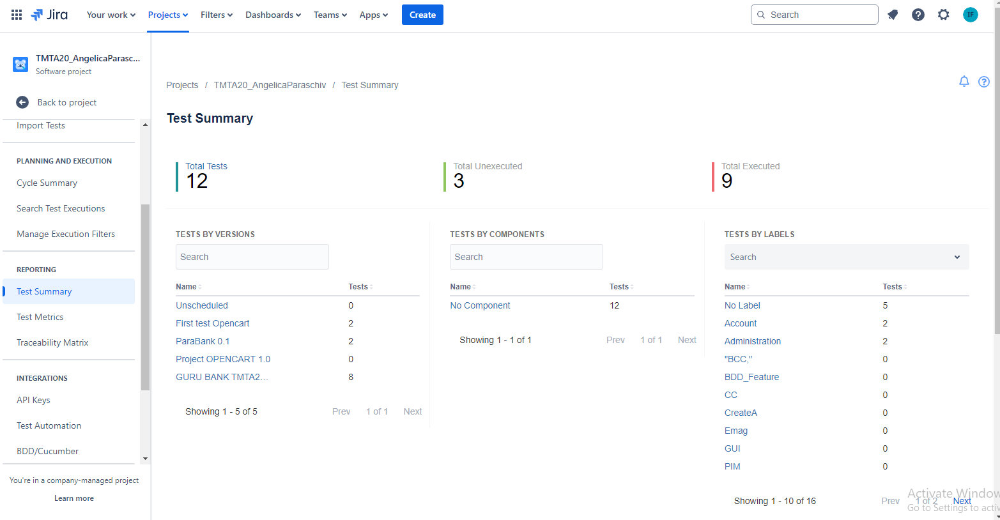 Jira
Your work
Projects
Filters
Dashboards
Teams
Apps
Create
Search
IF
TMTA20_AngelicaParasc...
Software project
Back to project
Import Tests
PLANNING AND EXECUTION
Cycle Summary
Search Test Executions
Manage Execution Filters
REPORTING
Test Summary
Test Metrics
Traceability Matrix
INTEGRATIONS
API Keys
Test Automation
BDD/Cucumber
You're in a company-managed project
Learn more
Projects / TMTA20_AngelicaParaschiv / Test Summary
Test Summary
Total Tests
12
Total Unexecuted
3
Total Executed
9
TESTS BY VERSIONS
Search
Name Tests
Unscheduled 0
First test Opencart 2
ParaBank 0.1 2
Project OPENCART 1.0 0
GURU BANK TMTA2... 8
Showing 1 - 5 of 5 Prev 1 of 1 Next
TESTS BY COMPONENTS
Search
Name Tests
No Component 12
Showing 1 - 1 of 1 Prev 1 of 1 Next
TESTS BY LABELS
Search
Name Tests
No Label 5
Account 2
Administration 2
"BCC," 0
BDD_Feature 0
CC 0
CreateA 0
Emag 0
GUI 0
PIM 0
Showing 1 - 10 of 16 Prev 1 of 2 Next
Activate Window
Go to Settings to activ